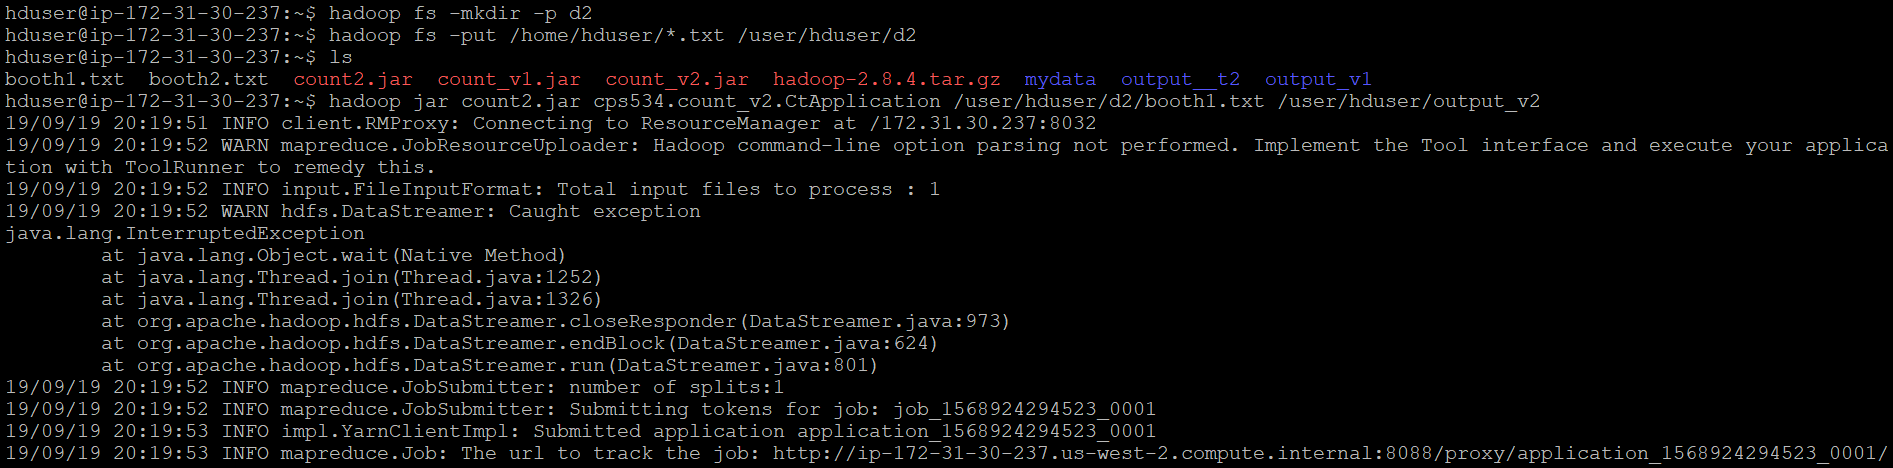 hduser@ip-172-31-30-237:~$ hadoop fs -mkdir -p d2
hduser@ip-172-31-30-237:~$ hadoop fs -put /home/hduser/*.txt /user/hduser/d2
hduser@ip-172-31-30-237:~$ ls
booth1.txt  booth2.txt  count2.jar  count_v1.jar  count_v2.jar  hadoop-2.8.4.tar.gz  mydata  output__t2  output_v1
hduser@ip-172-31-30-237:~$ hadoop jar count2.jar cps534.count_v2.CtApplication /user/hduser/d2/booth1.txt /user/hduser/output_v2
19/09/19 20:19:51 INFO client.RMProxy: Connecting to ResourceManager at /172.31.30.237:8032
19/09/19 20:19:52 WARN mapreduce.JobResourceUploader: Hadoop command-line option parsing not performed. Implement the Tool interface and execute your applica
tion with ToolRunner to remedy this.
19/09/19 20:19:52 INFO input.FileInputFormat: Total input files to process : 1
19/09/19 20:19:52 WARN hdfs.DataStreamer: Caught exception
java.lang.InterruptedException
        at java.lang.Object.wait(Native Method)
        at java.lang.Thread.join(Thread.java:1252)
        at java.lang.Thread.join(Thread.java:1326)
        at org.apache.hadoop.hdfs.DataStreamer.closeResponder(DataStreamer.java:973)
        at org.apache.hadoop.hdfs.DataStreamer.endBlock(DataStreamer.java:624)
        at org.apache.hadoop.hdfs.DataStreamer.run(DataStreamer.java:801)
19/09/19 20:19:52 INFO mapreduce.JobSubmitter: number of splits:1
19/09/19 20:19:52 INFO mapreduce.JobSubmitter: Submitting tokens for job: job_1568924294523_0001
19/09/19 20:19:53 INFO impl.YarnClientImpl: Submitted application application_1568924294523_0001
19/09/19 20:19:53 INFO mapreduce.Job: The url to track the job: http://ip-172-31-30-237.us-west-2.compute.internal:8088/proxy/application_1568924294523_0001/